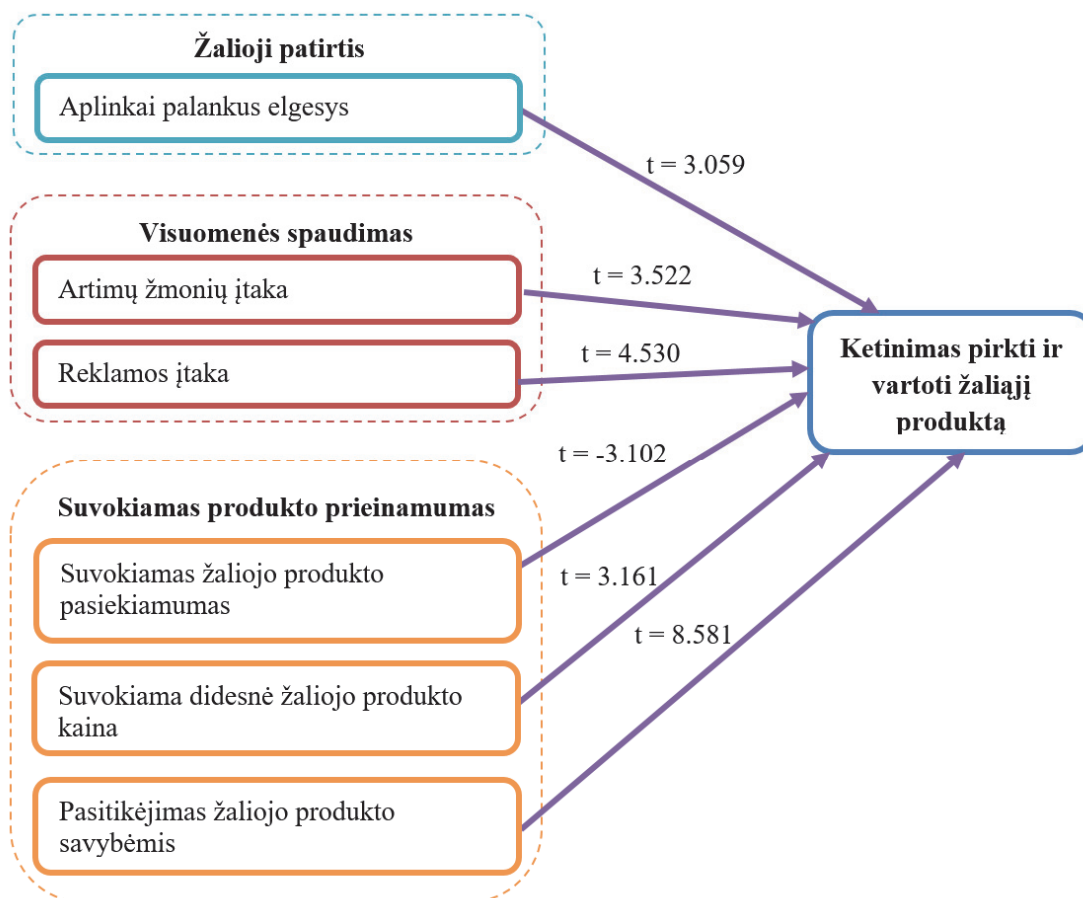 Žalioji patirtis
Aplinkai palankus elgesys
t = 3.059
Visuomenės spaudimas
Artimų žmonių įtaka
t = 3.522
Reklamos įtaka
t = 4.530
Ketinimas pirkti ir
vartoti žaliąjį
produktą
t = -3.102
Suvokiamas produkto prieinamumas
Suvokiamas žaliojo produkto
pasiekiamumas
t = 3.161
t = 8.581
Suvokiama didesnė žaliojo produkto
kaina
Pasitikėjimas žaliojo produkto
savybėmis